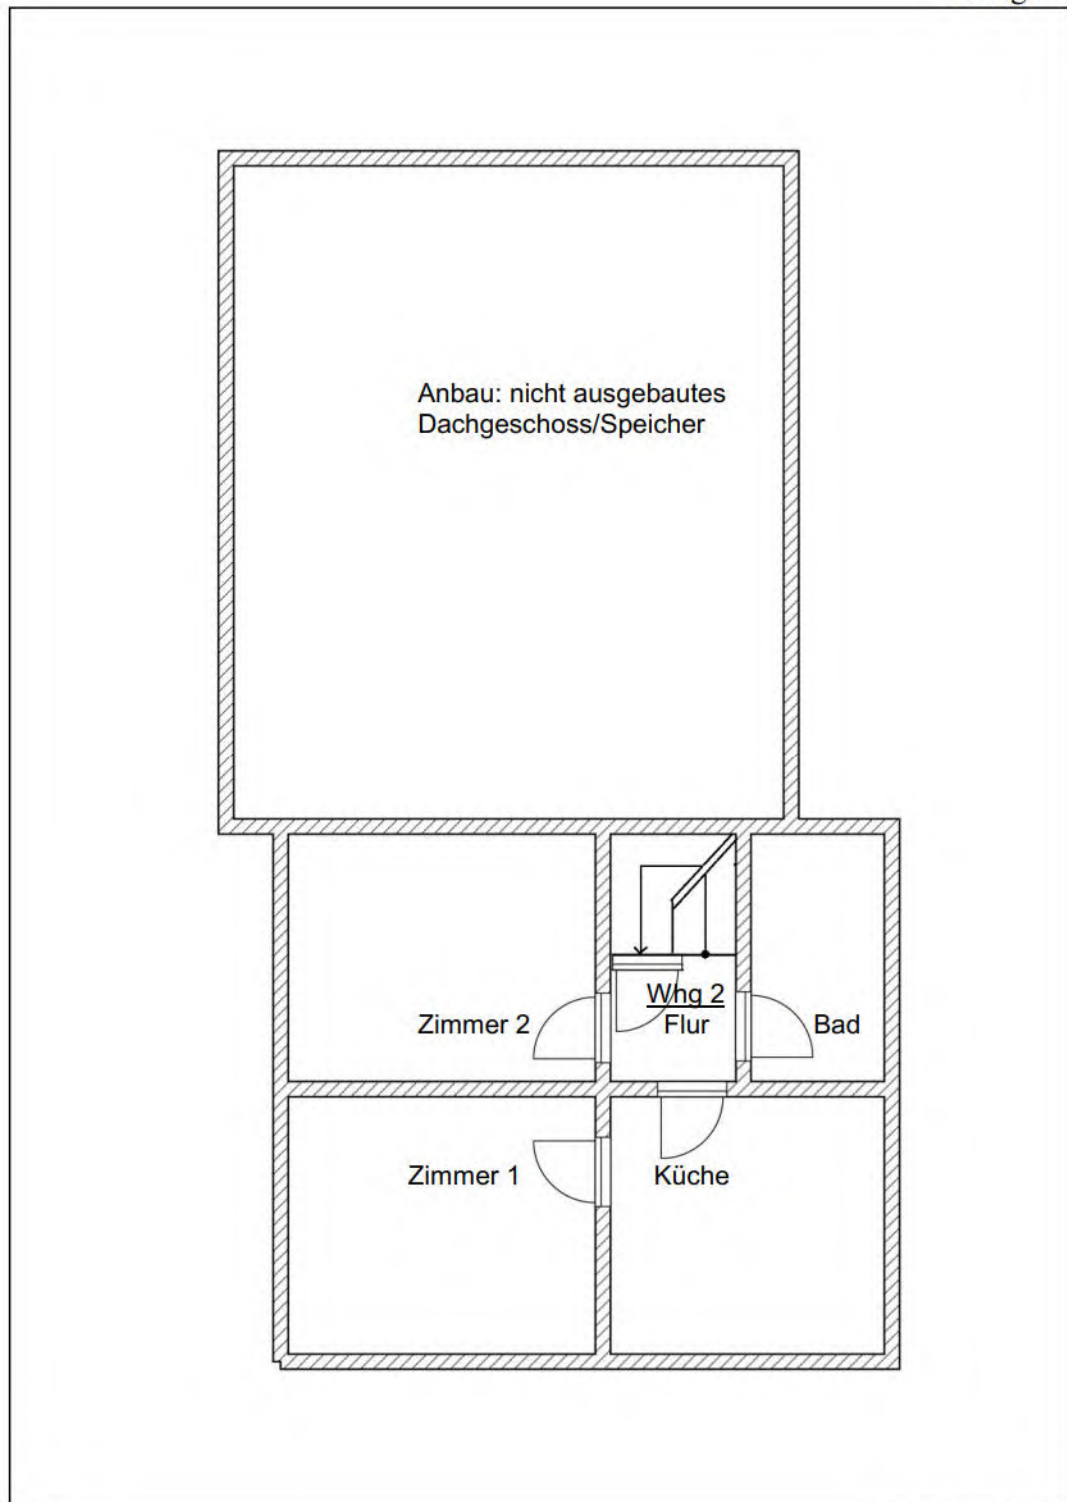 Anbau: nicht ausgebautes
Dachgeschoss/Speicher
Whg 2
Zimmer 2
Flur
Bad
Zimmer 1
Küche